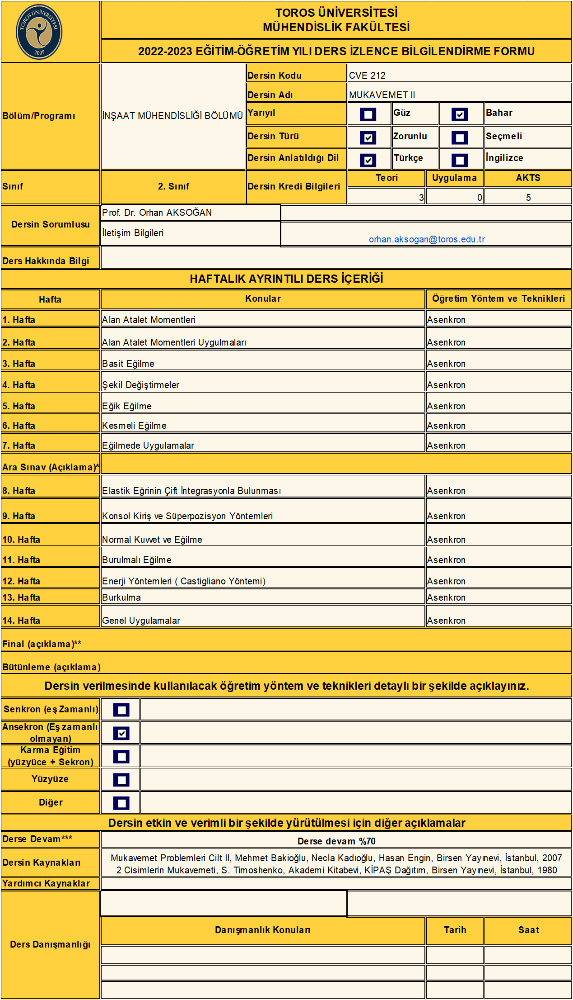 TOROS ÜNİVERSİTESİ
2009
TOROS ÜNİVERSİTESİ
MÜHENDİSLİK FAKÜLTESİ
2022-2023 EĞİTİM-ÖĞRETİM YILI DERS İZLENCE BİLGİLENDİRME FORMU
Bölüm/Programı
İNŞAAT MÜHENDİSLİĞİ BÖLÜMÜ
Dersin Kodu
CVE 212
Dersin Adı
MUKAVEMET II
Yarıyıl
Güz
Bahar
Dersin Türü
Zorunlu
Seçmeli
Dersin Anlatıldığı Dil
Türkçe
İngilizce
Sınıf
2. Sınıf
Dersin Kredi Bilgileri
Teori
Uygulama
AKTS
3
0
5
Dersin Sorumlusu
Prof. Dr. Orhan AKSOĞAN
İletişim Bilgileri
orhan.aksogan@toros.edu.tr
Ders Hakkında Bilgi
HAFTALIK AYRINTILI DERS İÇERİĞİ
Hafta
Konular
Öğretim Yöntem ve Teknikleri
1. Hafta
Alan Atalet Momentleri
Asenkron
2. Hafta
Alan Atalet Momentleri Uygulmaları
Asenkron
3. Hafta
Basit Eğilme
Asenkron
4. Hafta
Şekil Değiştirmeler
Asenkron
5. Hafta
Eğik Eğilme
Asenkron
6. Hafta
Kesmeli Eğilme
Asenkron
7. Hafta
Eğilmede Uygulamalar
Asenkron
Ara Sınav (Açıklama)*
8. Hafta
Elastik Eğrinin Çift İntegrasyonla Bulunması
Asenkron
9. Hafta
Konsol Kiriş ve Süperpozisyon Yöntemleri
Asenkron
10. Hafta
Normal Kuvvet ve Eğilme
Asenkron
11. Hafta
Burulmalı Eğilme
Asenkron
12. Hafta
Enerji Yöntemleri ( Castigliano Yöntemi)
Asenkron
13. Hafta
Burkulma
Asenkron
14. Hafta
Genel Uygulamalar
Asenkron
Final (açıklama)**
Bütünleme (açıklama)
Dersin verilmesinde kullanılacak öğretim yöntem ve teknikleri detaylı bir şekilde açıklayınız.
Senkron (eş Zamanlı)
Ansekron (Eş zamanlı
olmayan)
Karma Eğitim
(yüzyüce + Sekron)
Yüzyüze
Diğer
Dersin etkin ve verimli bir şekilde yürütülmesi için diğer açıklamalar
Derse Devam***
Derse devam %70
Dersin Kaynakları
Mukavemet Problemleri Cilt II, Mehmet Bakioğlu, Necla Kadıoğlu, Hasan Engin, Birsen Yayınevi, İstanbul, 2007
2 Cisimlerin Mukavemeti, S. Timoshenko, Akademi Kitabevi, KİPAŞ Dağıtım, Birsen Yayınevi, İstanbul, 1980
Yardımcı Kaynaklar
Ders Danışmanlığı
Danışmanlık Konuları
Tarih
Saat